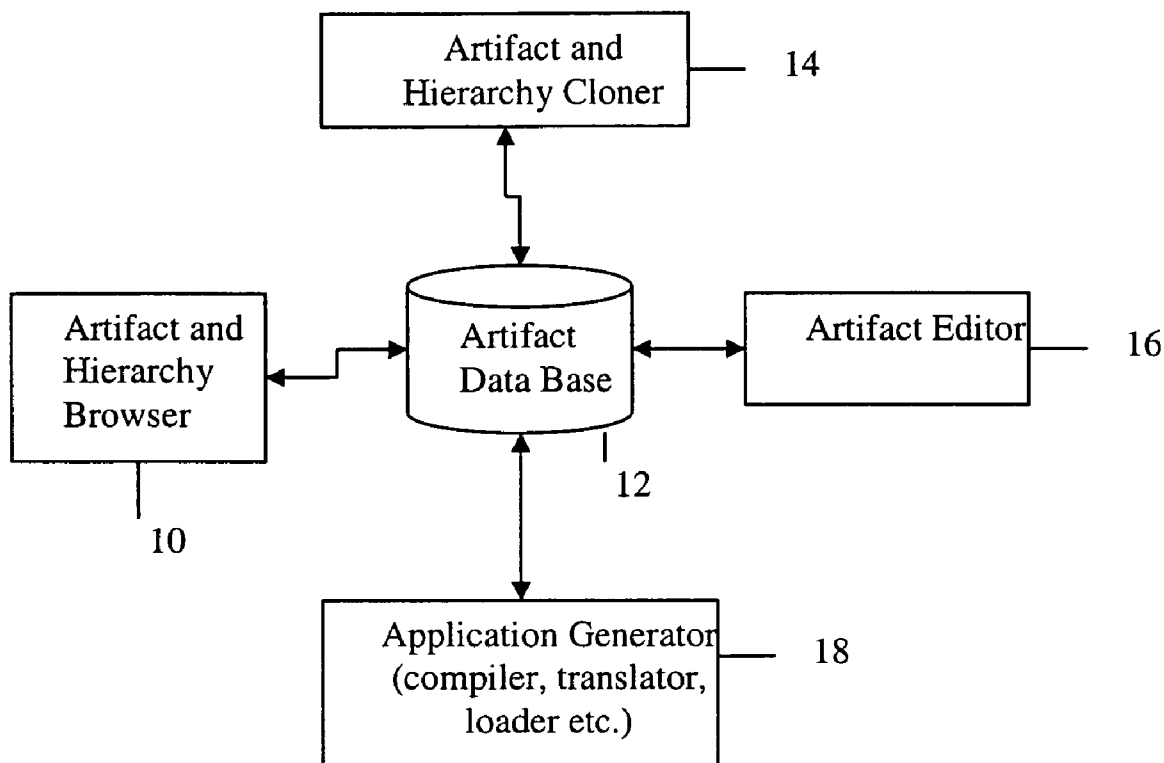 Artifact and
Hierarchy Cloner
14
Artifact and
Hierarchy
Browser
10
Artifact
Data Base
12
Artifact Editor
16
Application Generator
(compiler, translator,
loader etc.)
18